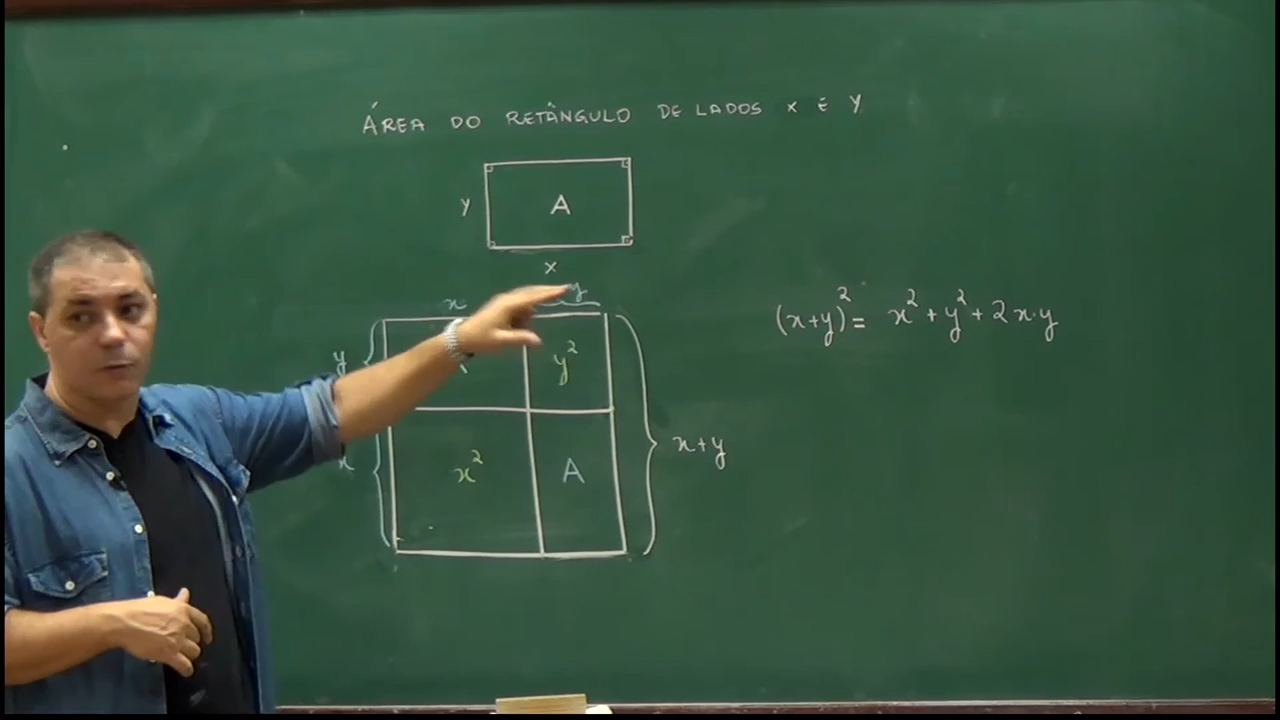 ÁREA DO RETÂNGULO DE LADOS X E Y
y
A
x
x y
y
y²
x² A
x
x+y
(x+y)² = x² + y² + 2x·y